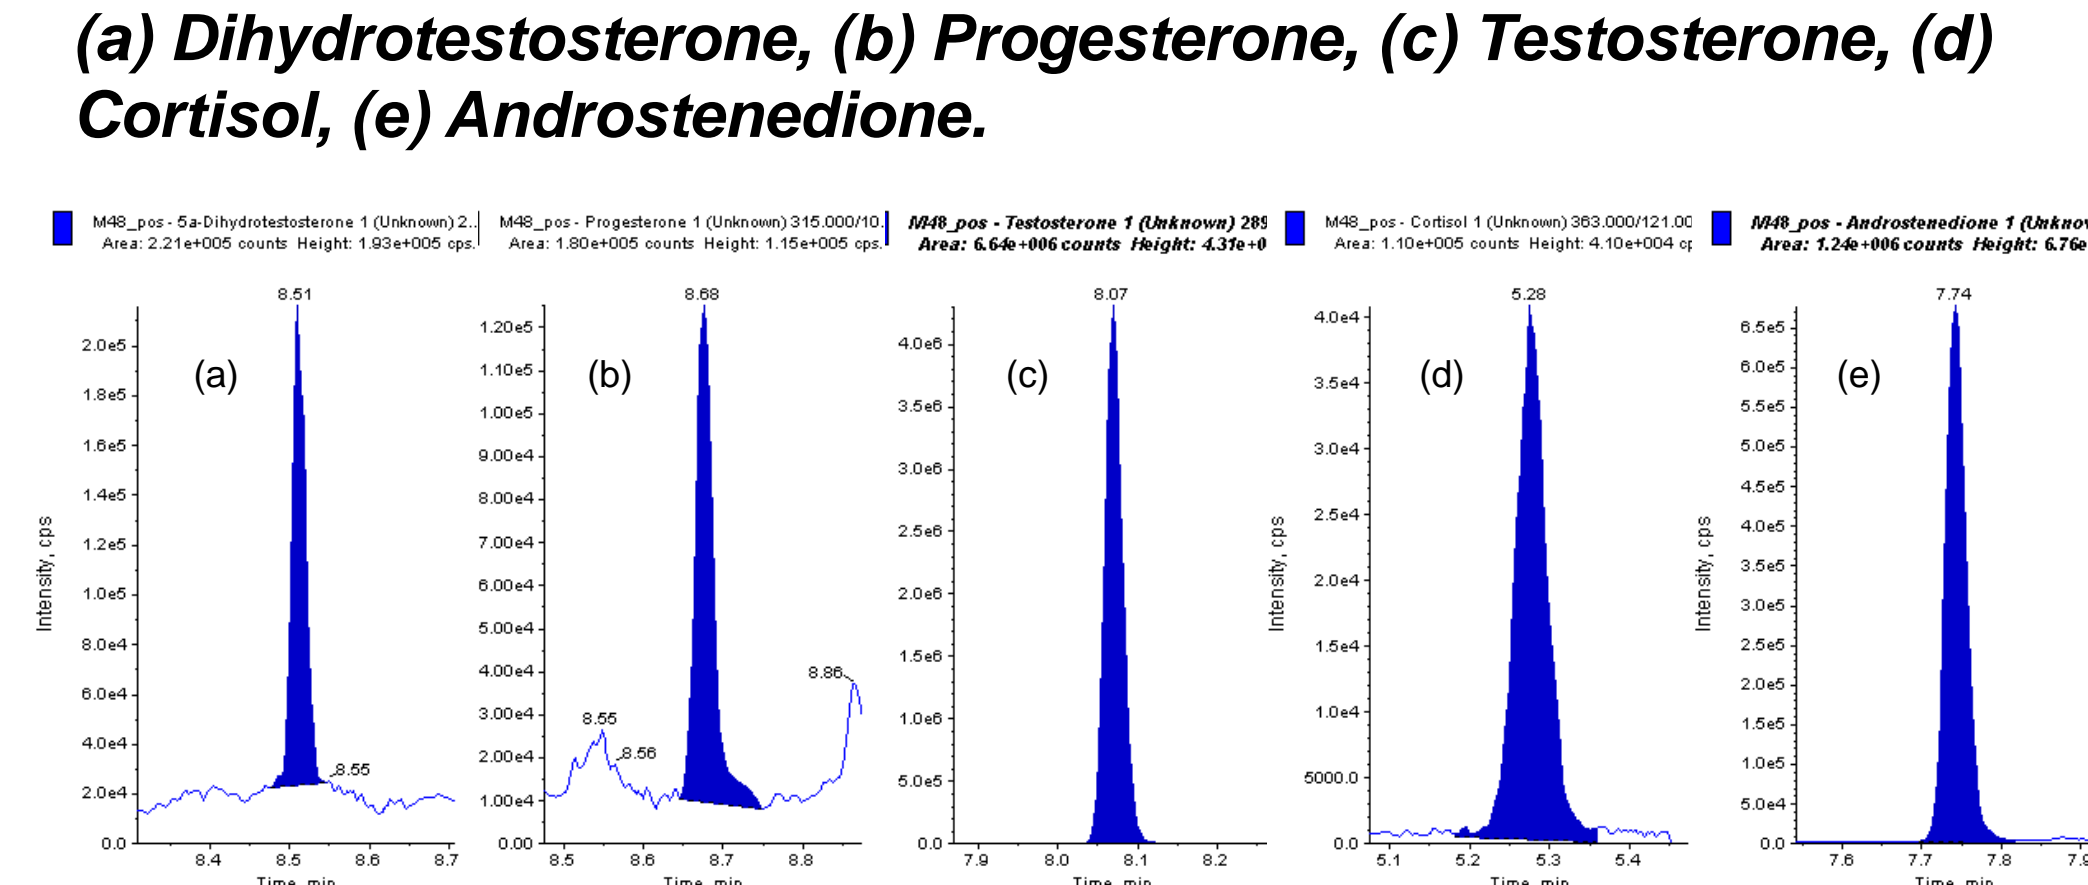 (a) Dihydrotestosterone, (b) Progesterone, (c) Testosterone, (d)
Cortisol, (e) Androstenedione.
M48_pos - 5a-Dihydrotestosterone 1 (Unknown) 2..
Area: 2.21e+005 counts Height: 1.93e+005 cps.
8.51
(a)
8.55
Intensity, cps
2.0e5
1.8e5
1.6e5
1.4e5
1.2e5
1.0e5
8.0e4
6.0e4
4.0e4
2.0e4
0.0
8.4 8.5 8.6 8.7
Time, min
M48_pos - Progesterone 1 (Unknown) 315.000/10.
Area: 1.80e+005 counts Height: 1.15e+005 cps.
8.68
(b)
8.55
8.56
8.86
1.20e5
1.10e5
1.00e5
9.00e4
8.00e4
7.00e4
6.00e4
5.00e4
4.00e4
3.00e4
2.00e4
1.00e4
0.00
8.5 8.6 8.7 8.8
Time, min
M48_pos - Testosterone 1 (Unknown) 289
Area: 6.64e+006 counts Height: 4.31e+0
8.07
(c)
4.0e6
3.5e6
3.0e6
2.5e6
2.0e6
1.5e6
1.0e6
5.0e5
0.0
7.9 8.0 8.1 8.2
Time, min
M48_pos - Cortisol 1 (Unknown) 363.000/121.00
Area: 1.10e+005 counts Height: 4.10e+004 cp
5.28
(d)
Intensity, cps
4.0e4
3.5e4
3.0e4
2.5e4
2.0e4
1.5e4
1.0e4
5000.0
0.0
5.1 5.2 5.3 5.4
Time, min
M48_pos - Androstenedione 1 (Unknov
Area: 1.24e+006 counts Height: 6.76e
7.74
(e)
Intensity, cps
6.5e5
6.0e5
5.5e5
5.0e5
4.5e5
4.0e5
3.5e5
3.0e5
2.5e5
2.0e5
1.5e5
1.0e5
5.0e4
0.0
7.6 7.7 7.8 7.9
Time, min